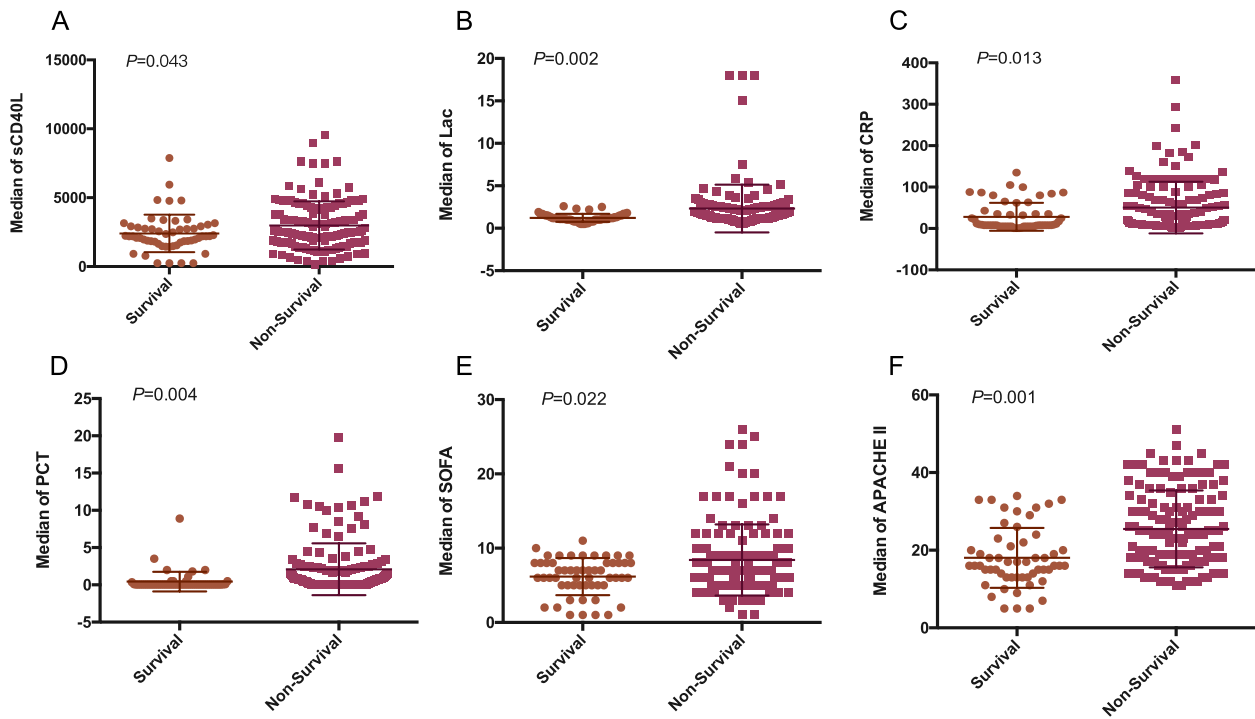 A
P=0.043
Median of sCD40L
15000
10000
5000
0
Survival
Non-Survival
B
P=0.002
Median of Lac
20
15
10
5
0
-5
Survival
Non-Survival
C
P=0.013
Median of CRP
400
300
200
100
0
-100
Survival
Non-Survival
D
P=0.004
Median of PCT
25
20
15
10
5
0
-5
Survival
Non-Survival
E
P=0.022
Median of SOFA
30
20
10
0
Survival
Non-Survival
F
P=0.001
Median of APACHE II
60
40
20
0
Survival
Non-Survival